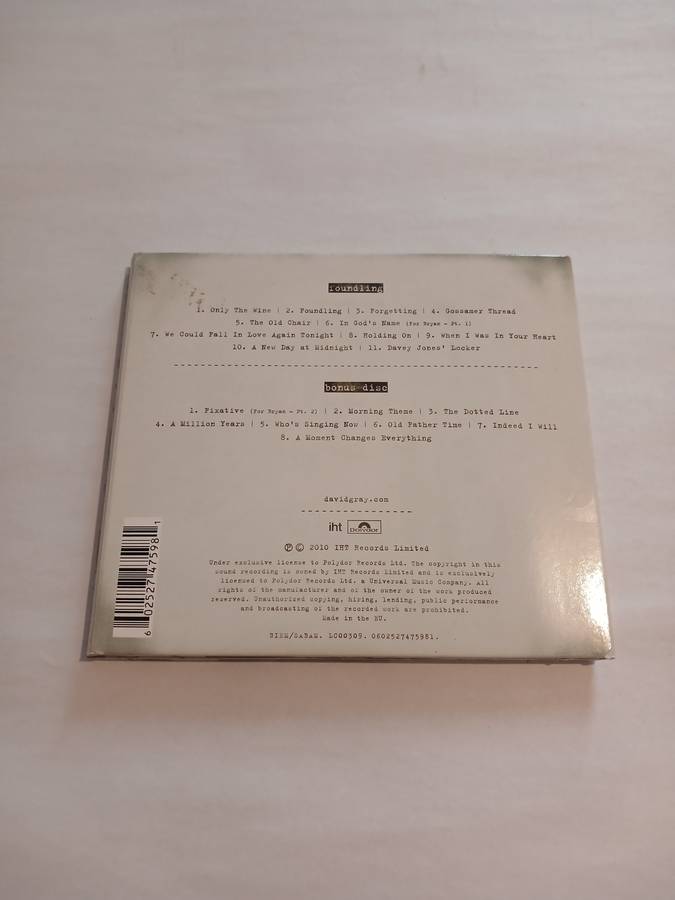 foundling
1. Only The Wine | 2. Foundling | 3. Forgetting | 4. Gossamer Thread
5. The Old Chair | 6. In God's Name (For Bryan - Pt. 1)
7. We Could Fall In Love Again Tonight | 8. Holding On | 9. When I Was In Your Heart
10. A New Day at Midnight | 11. Davey Jones' Locker
bonus disc
1. Fixative (For Bryan - Pt. 2) | 2. Morning Theme | 3. The Dotted Line
4. A Million Years | 5. Who's Singing Now | 6. Old Father Time | 7. Indeed I Will
8. A Moment Changes Everything
davidgray.com
iht Polydor
℗ © 2010 IHT Records Limited
Under exclusive license to Polydor Records Ltd. The copyright in this
sound recording is owned by IHT Records Limited and is exclusively
licensed to Polydor Records Ltd. a Universal Music Company. All
rights of the manufacturer and of the owner of the work produced
reserved. Unauthorized copying, hiring, lending, public performance
and broadcasting of the recorded work are prohibited.
Made in the EU.
BIEM/SABAM. LC00309. 0602527475981.
6 02527 47598 1